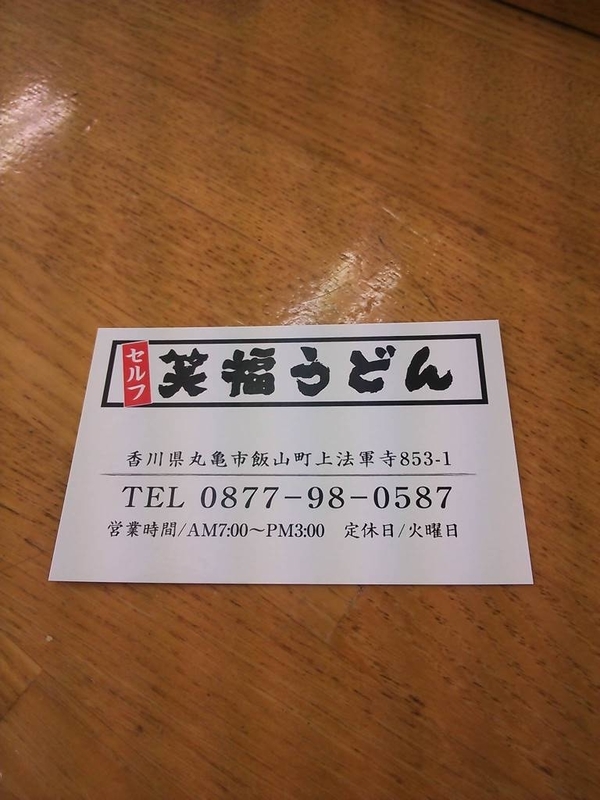 セルフ
笑福うどん
香川県丸亀市飯山町上法軍寺853-1
TEL 0877-98-0587
営業時間/AM7:00〜PM3:00 定休日/火曜日